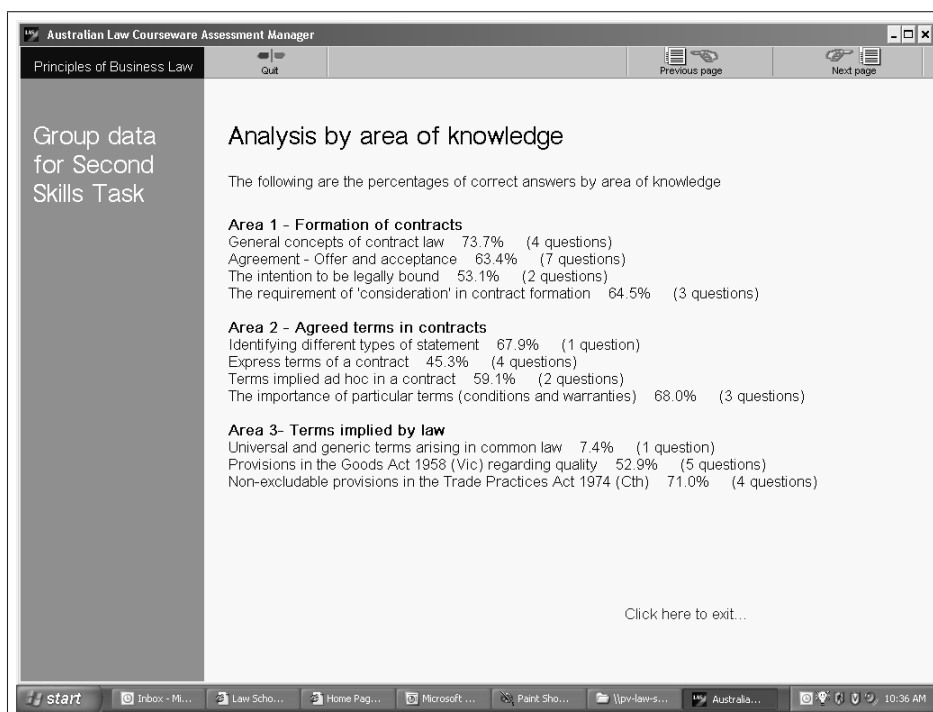 Australian Law Courseware Assessment Manager
Principles of Business Law
Quit
Previous page
Next page
Group data
for Second
Skills Task
Analysis by area of knowledge
The following are the percentages of correct answers by area of knowledge
Area 1 - Formation of contracts
General concepts of contract law 73.7% (4 questions)
Agreement - Offer and acceptance 63.4% (7 questions)
The intention to be legally bound 53.1% (2 questions)
The requirement of 'consideration' in contract formation 64.5% (3 questions)
Area 2 - Agreed terms in contracts
Identifying different types of statement 67.9% (1 question)
Express terms of a contract 45.3% (4 questions)
Terms implied ad hoc in a contract 59.1% (2 questions)
The importance of particular terms (conditions and warranties) 68.0% (3 questions)
Area 3- Terms implied by law
Universal and generic terms arising in common law 7.4% (1 question)
Provisions in the Goods Act 1958 (Vic) regarding quality 52.9% (5 questions)
Non-excludable provisions in the Trade Practices Act 1974 (Cth) 71.0% (4 questions)
Click here to exit...
start Inbox - Mi... Law Scho... Home Pag... Microsoft ... Paint Sho... \\pv-law-s... Australia... 10:36 AM